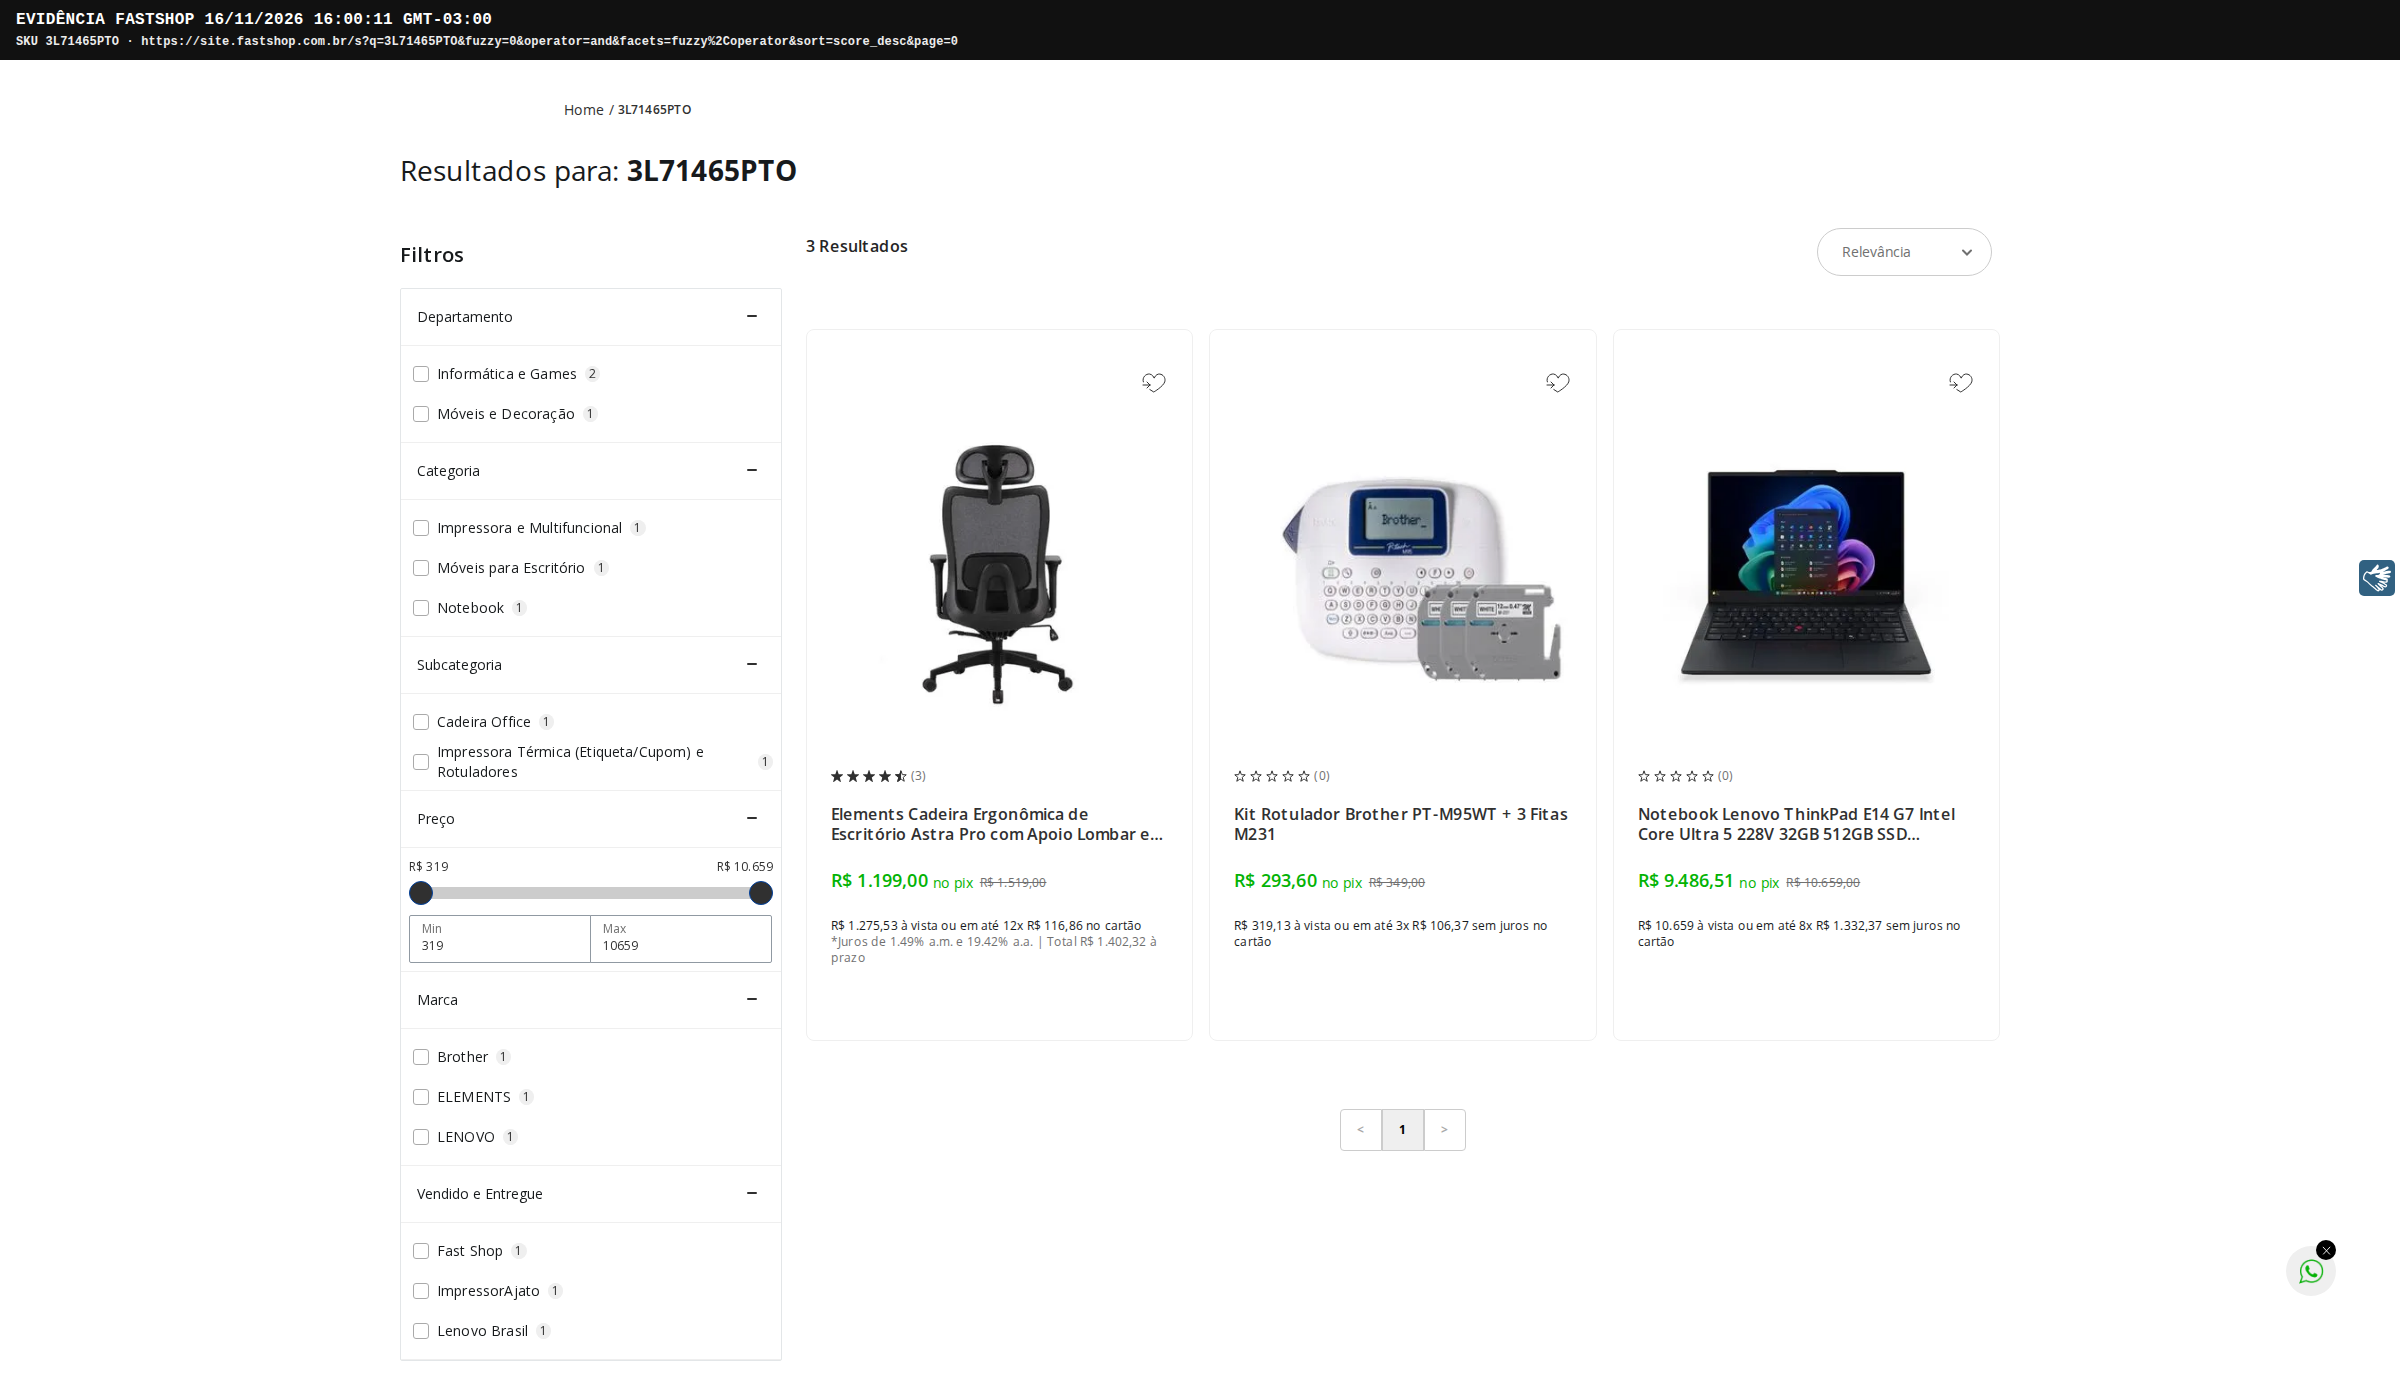 EVIDÊNCIA FASTSHOP 16/11/2026 16:00:11 GMT-03:00
SKU 3L71465PTO · https://site.fastshop.com.br/s?q=3L71465PTO&fuzzy=0&operator=and&facets=fuzzy%2Coperator&sort=score_desc&page=0
Home / 3L71465PTO
Resultados para: 3L71465PTO
Filtros
Departamento
Informática e Games 2
Móveis e Decoração 1
Categoria
Impressora e Multifuncional 1
Móveis para Escritório 1
Notebook 1
Subcategoria
Cadeira Office 1
Impressora Térmica (Etiqueta/Cupom) e
Rotuladores 1
Preço
R$ 319 R$ 10.659
Min Max
319 10659
Marca
Brother 1
ELEMENTS 1
LENOVO 1
Vendido e Entregue
Fast Shop 1
ImpressorAjato 1
Lenovo Brasil 1
3 Resultados
Relevância
(3)
Elements Cadeira Ergonômica de
Escritório Astra Pro com Apoio Lombar e...
R$ 1.199,00 no pix R$ 1.519,00
R$ 1.275,53 à vista ou em até 12x R$ 116,86 no cartão
*Juros de 1.49% a.m. e 19.42% a.a. | Total R$ 1.402,32 à
prazo
Brother_
(0)
Kit Rotulador Brother PT-M95WT + 3 Fitas
M231
R$ 293,60 no pix R$ 349,00
R$ 319,13 à vista ou em até 3x R$ 106,37 sem juros no
cartão
(0)
Notebook Lenovo ThinkPad E14 G7 Intel
Core Ultra 5 228V 32GB 512GB SSD...
R$ 9.486,51 no pix R$ 10.659,00
R$ 10.659 à vista ou em até 8x R$ 1.332,37 sem juros no
cartão
< 1 >